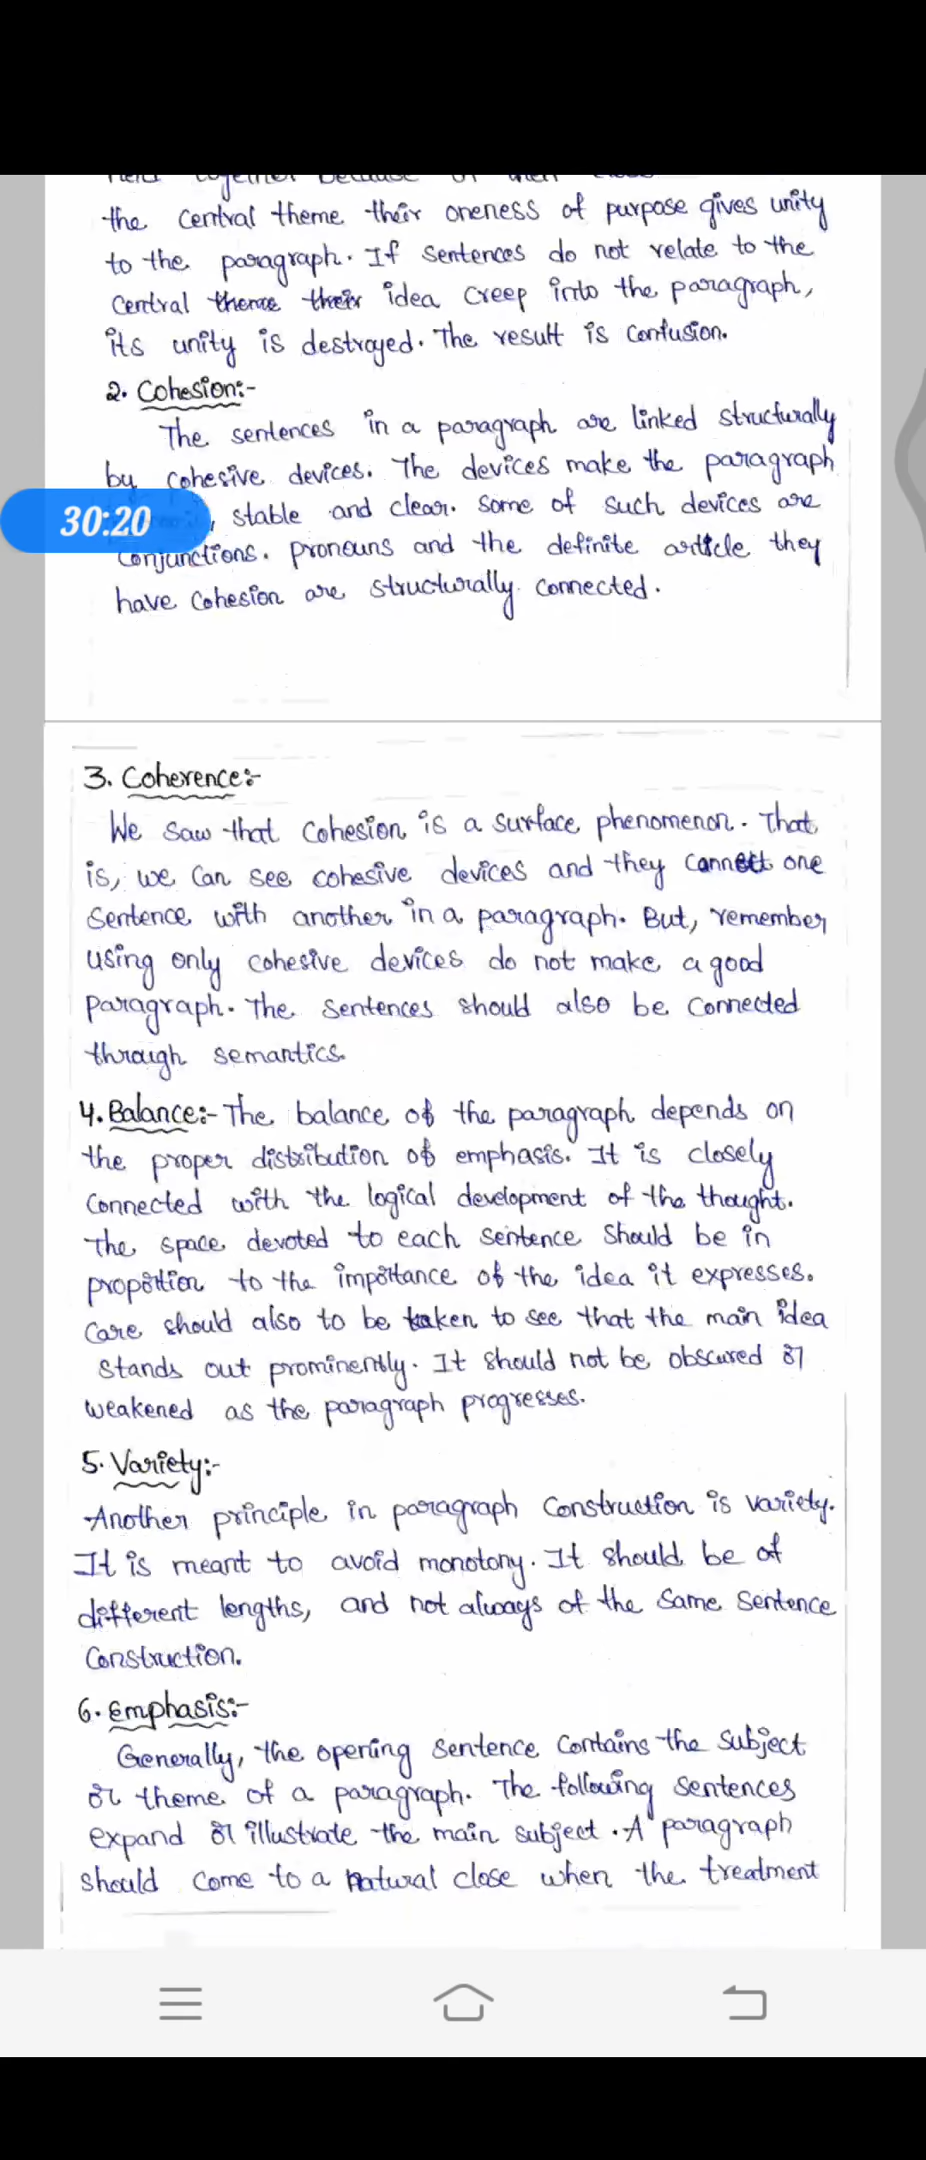 together because of their
the central theme their oneness of purpose gives unity
to the paragraph. If sentences do not relate to the
central theme their idea creep into the paragraph,
its unity is destroyed. The result is confusion.
2. Cohesion:-
The sentences in a paragraph are linked structurally
by cohesive devices. The devices make the paragraph
30:20
, stable and clear. some of such devices are
conjunctions. pronouns and the definite article they
have cohesion are structurally connected.
3. Coherence:-
We saw that cohesion is a surface phenomenon. That
is, we can see cohesive devices and they connect one
sentence with another in a paragraph. But, remember
using only cohesive devices do not make a good
paragraph. The sentences should also be connected
through semantics.
4. Balance:- The balance of the paragraph depends on
the proper distribution of emphasis. It is closely
connected with the logical development of the thought.
The space devoted to each sentence should be in
proportion to the importance of the idea it expresses.
Care should also to be taken to see that the main idea
stands out prominently. It should not be obscured or
weakened as the paragraph progresses.
5. Variety:-
Another principle in paragraph construction is variety.
It is meant to avoid monotony. It should be of
different lengths, and not always of the same sentence
construction.
6. Emphasis:-
Generally, the opening sentence contains the subject
or theme of a paragraph. The following sentences
expand or illustrate the main subject. A paragraph
should come to a natural close when the treatment